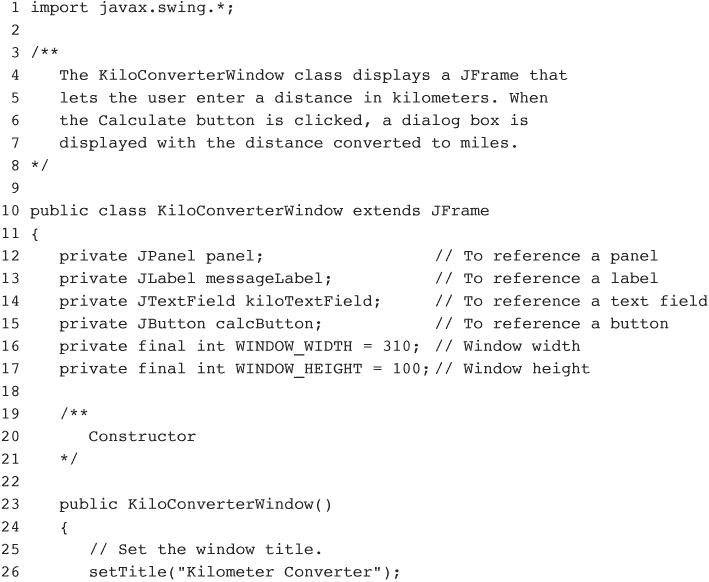 1 import javax.swing.*;
2
3 /**
4    The KiloConverterWindow class displays a JFrame that
5    lets the user enter a distance in kilometers. When
6    the Calculate button is clicked, a dialog box is
7    displayed with the distance converted to miles.
8 */
9
10 public class KiloConverterWindow extends JFrame
11 {
12    private JPanel panel;                  // To reference a panel
13    private JLabel messageLabel;           // To reference a label
14    private JTextField kiloTextField;      // To reference a text field
15    private JButton calcButton;            // To reference a button
16    private final int WINDOW_WIDTH = 310;  // Window width
17    private final int WINDOW_HEIGHT = 100; // Window height
18
19    /**
20       Constructor
21    */
22
23    public KiloConverterWindow()
24    {
25       // Set the window title.
26       setTitle("Kilometer Converter");